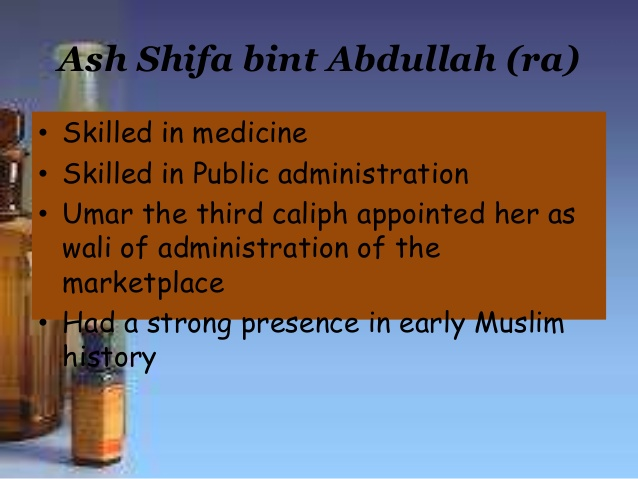 Ash Shifa bint Abdullah (ra)
• Skilled in medicine
• Skilled in Public administration
• Umar the third caliph appointed her as
wali of administration of the
marketplace
• Had a strong presence in early Muslim
history